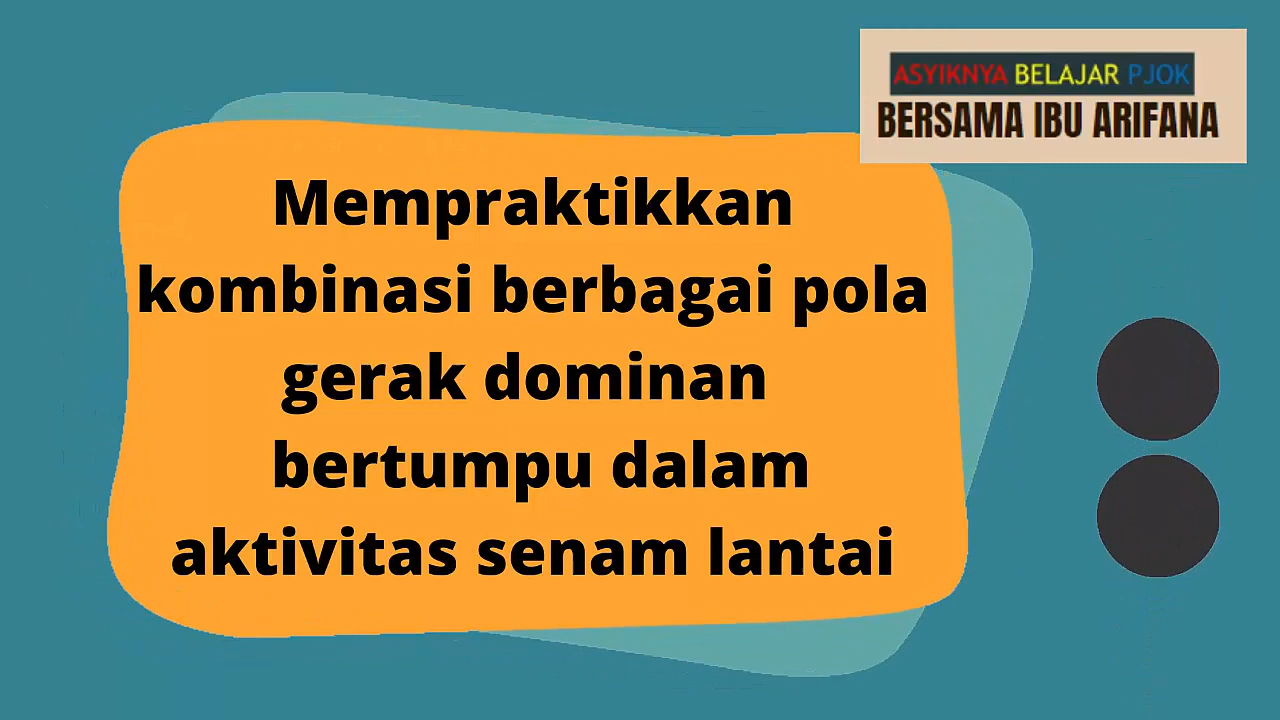 ASYIKNYA BELAJAR PJOK
BERSAMA IBU ARIFANA
Mempraktikkan
kombinasi berbagai pola
gerak dominan
bertumpu dalam
aktivitas senam lantai